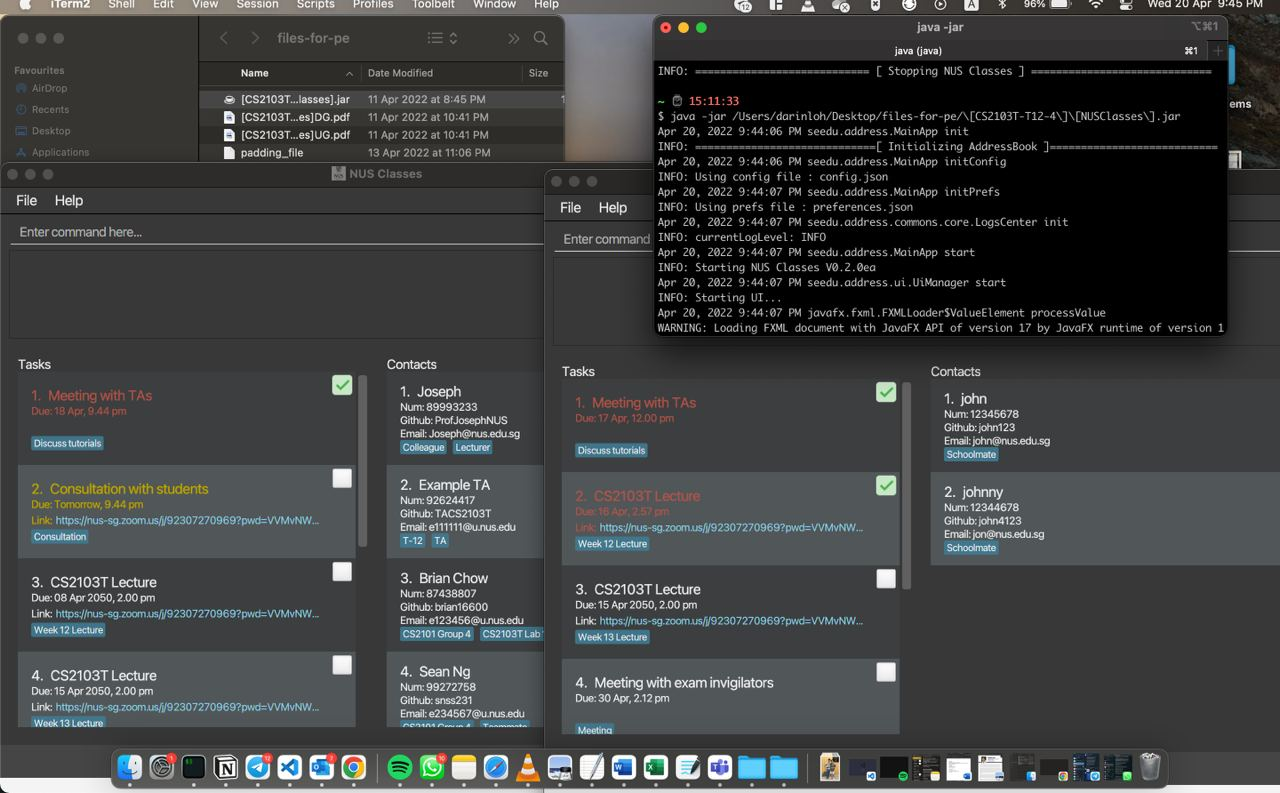 iTerm2 Shell Edit View Session Scripts Profiles Toolbelt Window Help
12 A 96% Wed 20 Apr 9:45 PM
files-for-pe
Favourites
AirDrop
Recents
Desktop
Applications
Name Date Modified Size
[CS2103T...lasses].jar 11 Apr 2022 at 8:45 PM 1
[CS2103T...es]DG.pdf 11 Apr 2022 at 10:41 PM
[CS2103T...es]UG.pdf 11 Apr 2022 at 10:41 PM
padding_file 13 Apr 2022 at 11:06 PM
java -jar
⌥⌘1
java (java) ⌘1 +
INFO: =========================== [ Stopping NUS Classes ] ============================
~ 15:11:33
$ java -jar /Users/darinloh/Desktop/files-for-pe/\[CS2103T-T12-4\]\[NUSClasses\].jar
Apr 20, 2022 9:44:06 PM seedu.address.MainApp init
INFO: ============================[ Initializing AddressBook ]===========================
Apr 20, 2022 9:44:06 PM seedu.address.MainApp initConfig
INFO: Using config file : config.json
Apr 20, 2022 9:44:07 PM seedu.address.MainApp initPrefs
INFO: Using prefs file : preferences.json
Apr 20, 2022 9:44:07 PM seedu.address.commons.core.LogsCenter init
INFO: currentLogLevel: INFO
Apr 20, 2022 9:44:07 PM seedu.address.MainApp start
INFO: Starting NUS Classes V0.2.0ea
Apr 20, 2022 9:44:07 PM seedu.address.ui.UiManager start
INFO: Starting UI...
Apr 20, 2022 9:44:07 PM javafx.fxml.FXMLLoader$ValueElement processValue
WARNING: Loading FXML document with JavaFX API of version 17 by JavaFX runtime of version 1
ems
NUS Classes
File Help
Enter command here...
Tasks
1. Meeting with TAs
Due: 18 Apr, 9.44 pm
Discuss tutorials
2. Consultation with students
Due: Tomorrow, 9.44 pm
Link: https://nus-sg.zoom.us/j/92307270969?pwd=VVMvNW...
Consultation
3. CS2103T Lecture
Due: 08 Apr 2050, 2.00 pm
Link: https://nus-sg.zoom.us/j/92307270969?pwd=VVMvNW...
Week 12 Lecture
4. CS2103T Lecture
Due: 15 Apr 2050, 2.00 pm
Link: https://nus-sg.zoom.us/j/92307270969?pwd=VVMvNW...
Week 13 Lecture
Contacts
1. Joseph
Num: 89993233
Github: ProfJosephNUS
Email: Joseph@nus.edu.sg
Colleague Lecturer
2. Example TA
Num: 92624417
Github: TACS2103T
Email: e111111@u.nus.edu
T-12 TA
3. Brian Chow
Num: 87438807
Github: brian16600
Email: e123456@u.nus.edu
CS2101 Group 4 CS2103T Lab
4. Sean Ng
Num: 99272758
Github: snss231
Email: e234567@u.nus.edu
CS2101 Group 4 Teammate
File Help
Enter command
Tasks
1. Meeting with TAs
Due: 17 Apr, 12.00 pm
Discuss tutorials
2. CS2103T Lecture
Due: 16 Apr, 2.57 pm
Link: https://nus-sg.zoom.us/j/92307270969?pwd=VVMvNW...
Week 12 Lecture
3. CS2103T Lecture
Due: 15 Apr 2050, 2.00 pm
Link: https://nus-sg.zoom.us/j/92307270969?pwd=VVMvNW...
Week 13 Lecture
4. Meeting with exam invigilators
Due: 30 Apr, 2.12 pm
Meeting
Contacts
1. john
Num: 12345678
Github: john123
Email: john@nus.edu.sg
Schoolmate
2. johnny
Num: 12344678
Github: john4123
Email: jon@nus.edu.sg
Schoolmate